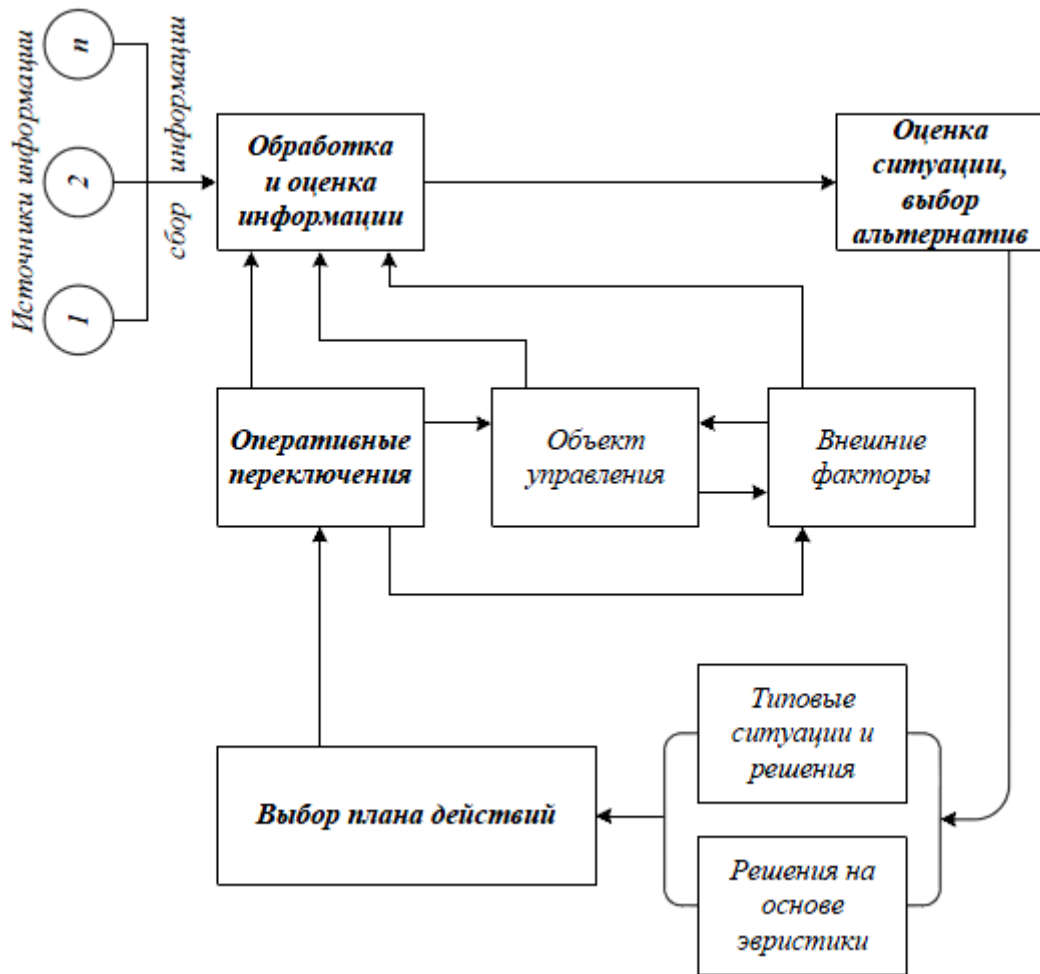 Источники информации
n
2
1
сбор информации
Обработка
и оценка
информации
Оценка
ситуации,
выбор
альтернатив
Оперативные
переключения
Объект
управления
Внешние
факторы
Типовые
ситуации и
решения
Выбор плана действий
Решения на
основе
эвристики